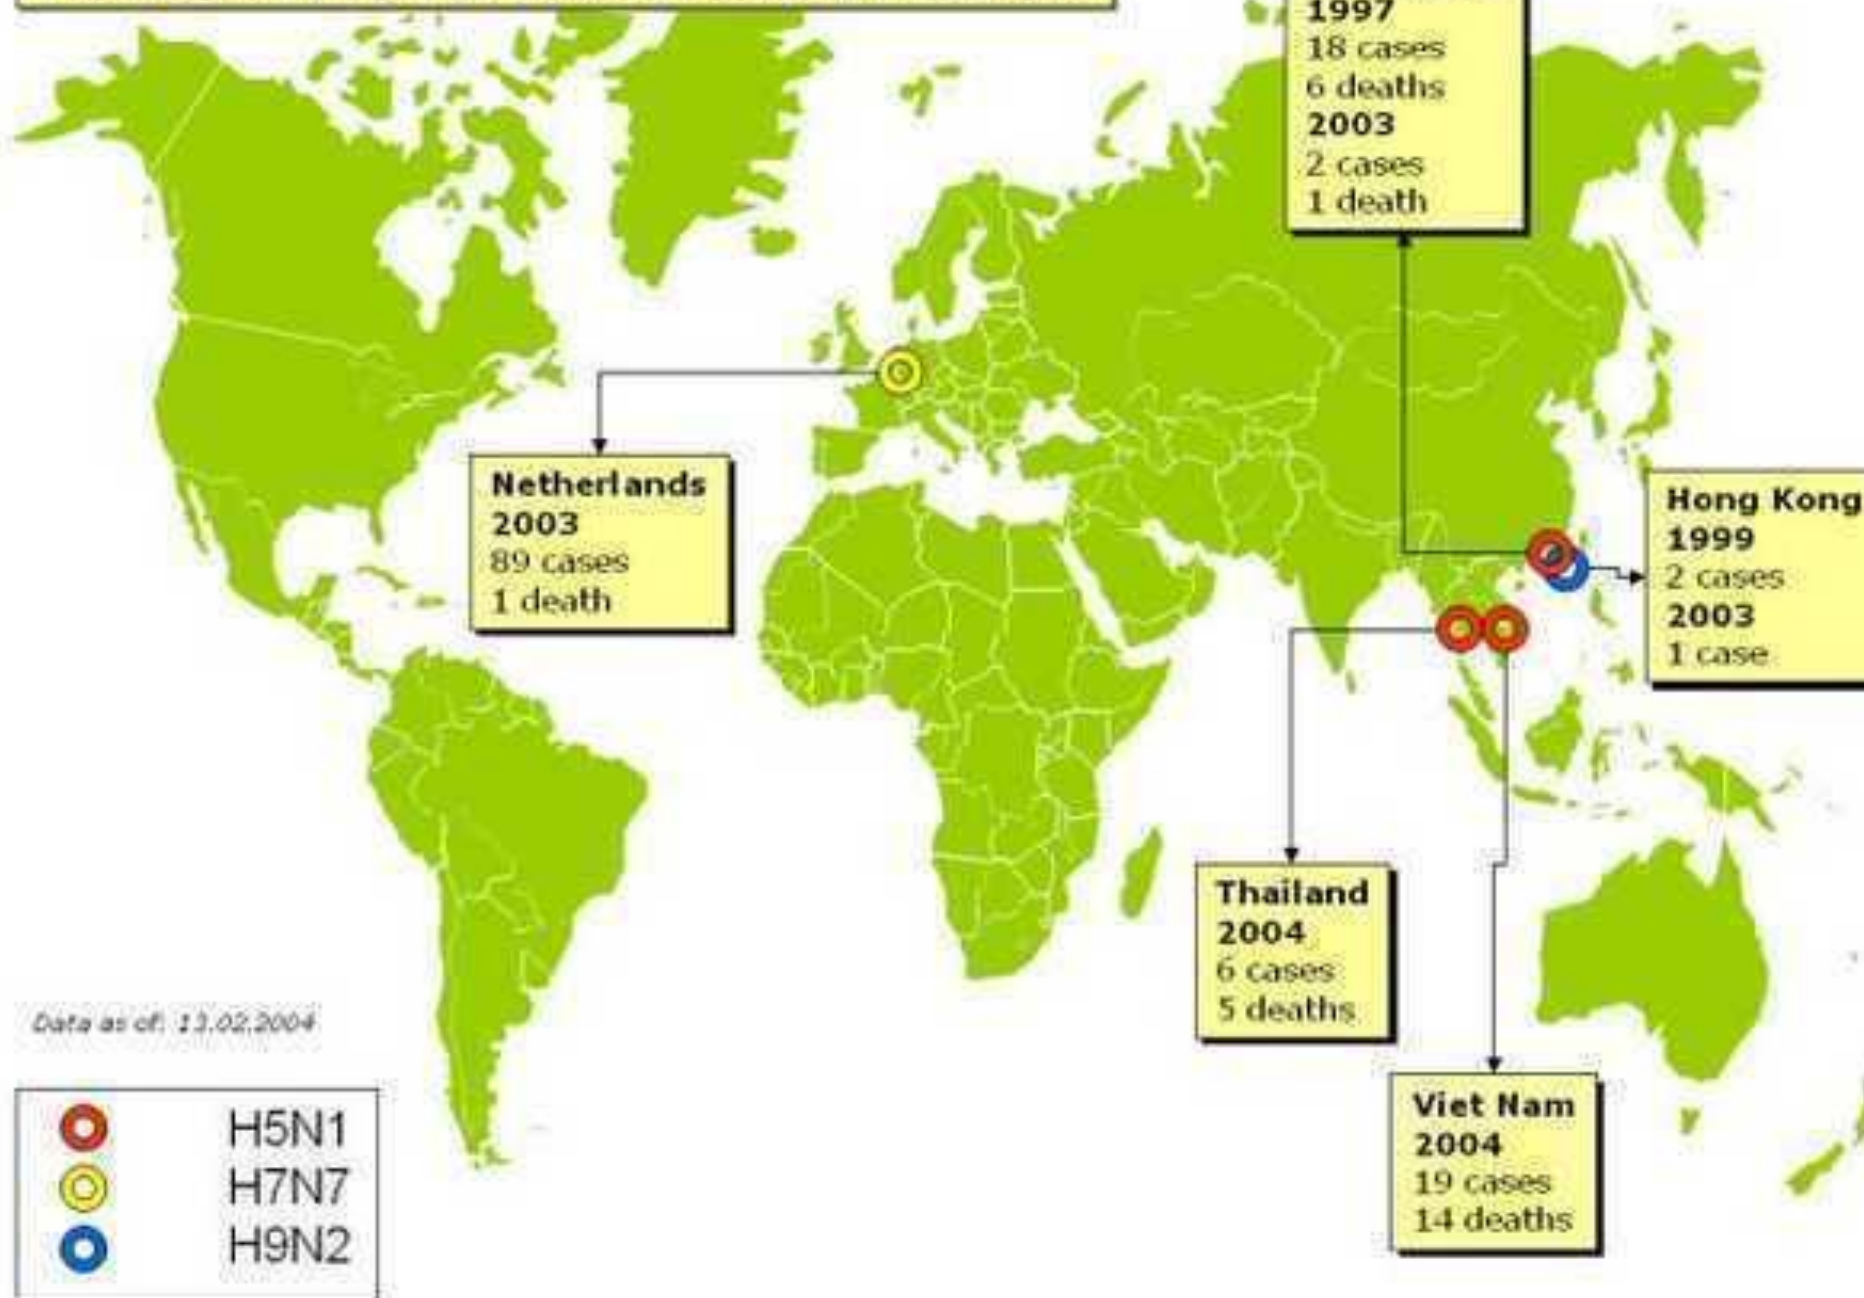 1997
18 cases
6 deaths
2003
2 cases
1 death
Netherlands
2003
89 cases
1 death
Hong Kong
1999
2 cases
2003
1 case
Thailand
2004
6 cases
5 deaths
Viet Nam
2004
19 cases
14 deaths
Data as of: 13.02.2004
H5N1
H7N7
H9N2